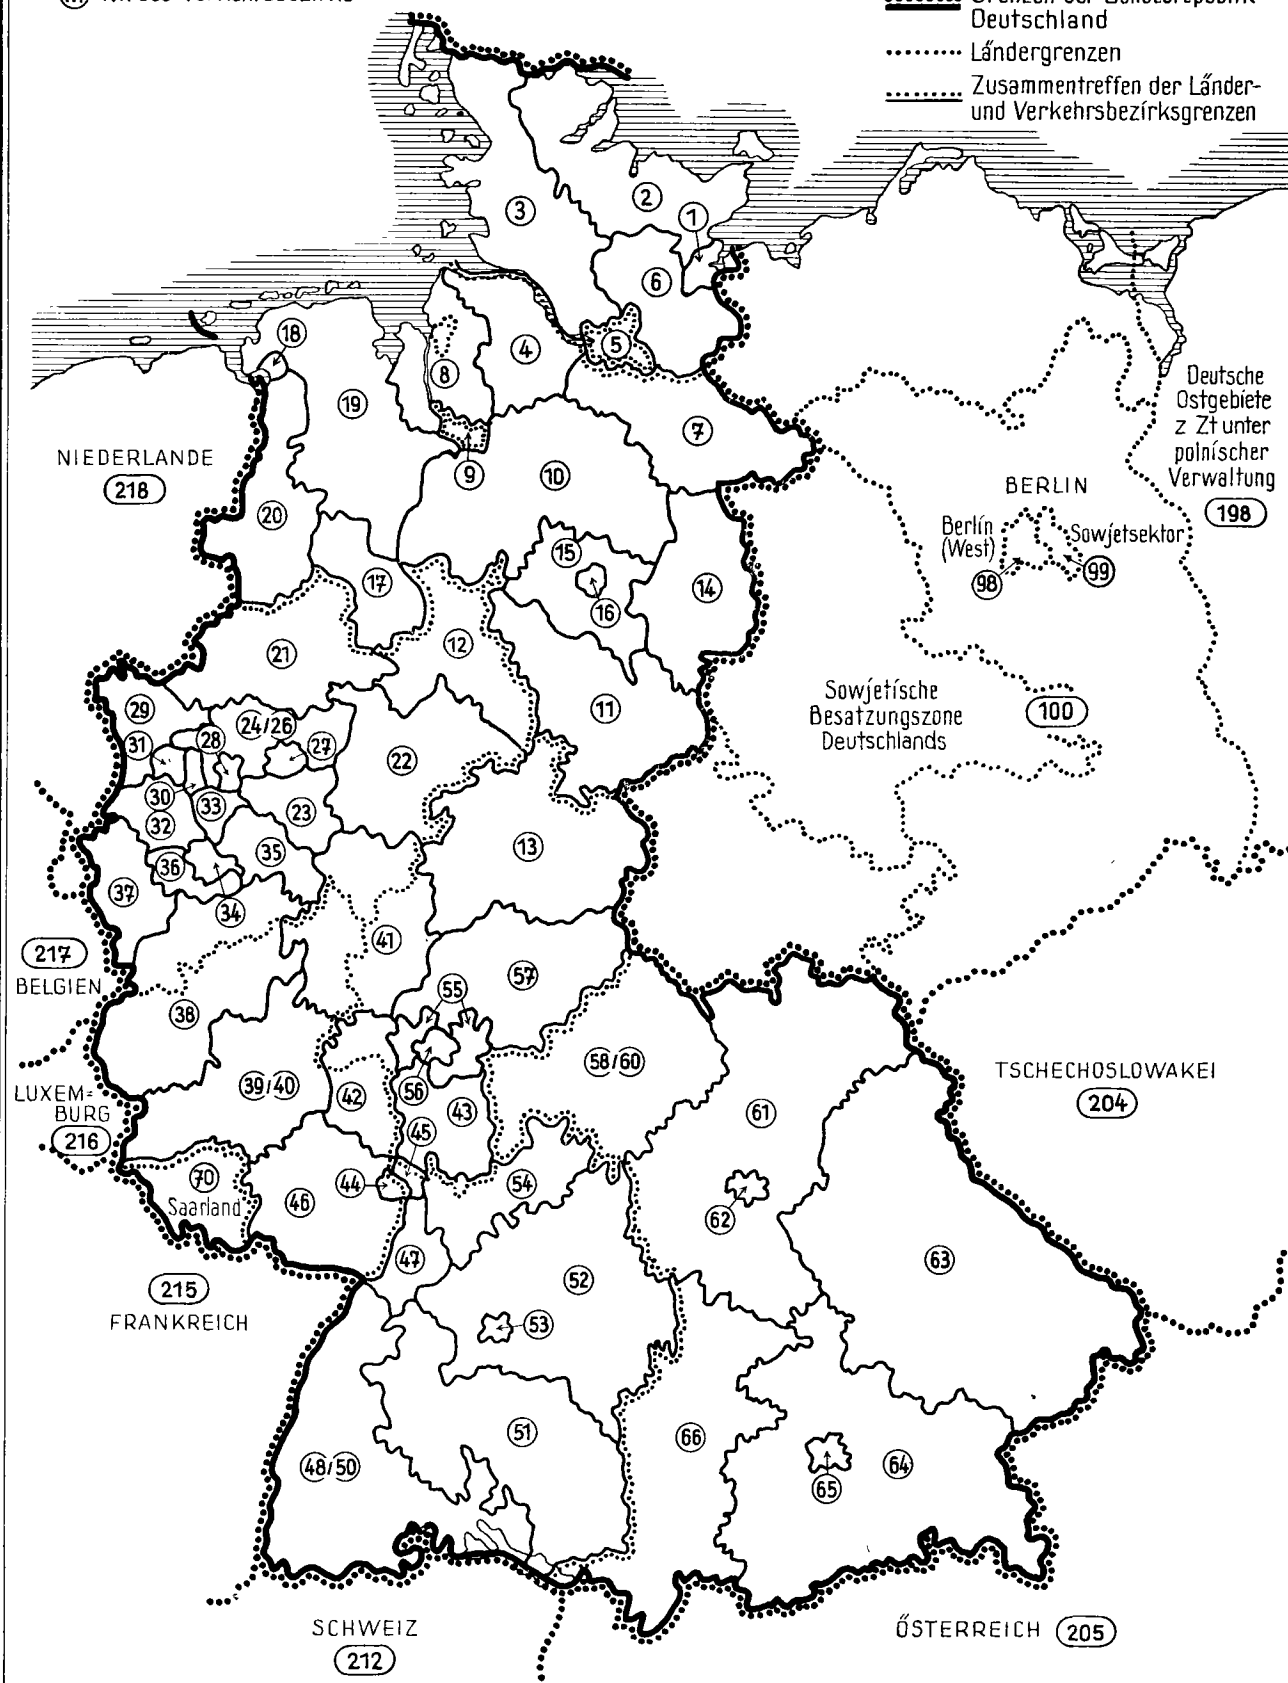 Deutschland
Ländergrenzen
Zusammentreffen der Länder-
und Verkehrsbezirksgrenzen
3
2
1
6
18
4
5
8
19
7
9
10
Deutsche
Ostgebiete
z Zt unter
polnischer
Verwaltung
198
NIEDERLANDE
218
20
BERLIN
Berlin
(West)
98
Sowjetsektor
99
15
17
16
14
12
21
11
Sowjetische
Besatzungszone
Deutschlands
100
29
24/26
31
28
27
22
30
33
23
32
36
35
13
37
34
41
217
BELGIEN
57
38
55
58/60
TSCHECHOSLOWAKEI
204
LUXEM=
BURG
216
39/40
42
56
43
61
45
70
Saarland
46
44
54
62
47
52
63
215
FRANKREICH
53
51
66
48/50
65
64
SCHWEIZ
212
ÖSTERREICH 205